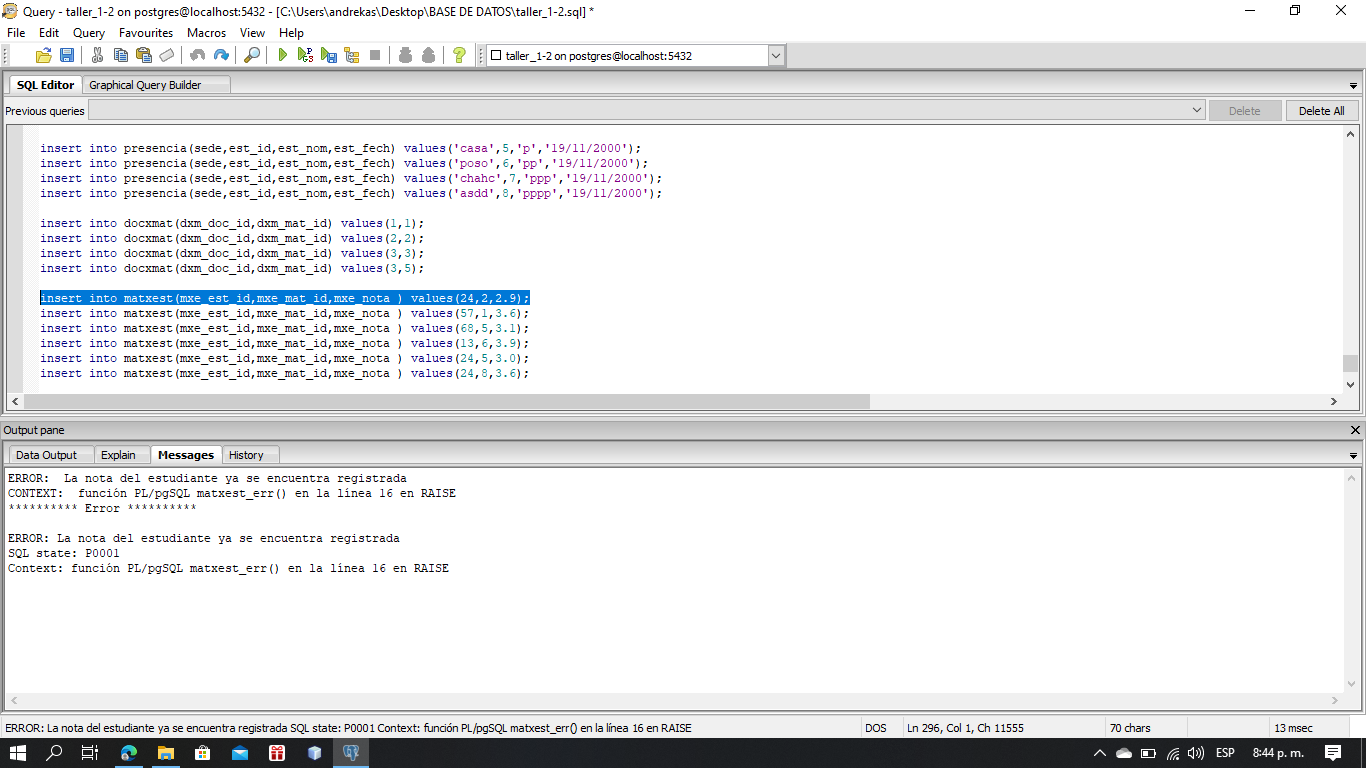 Query - taller_1-2 on postgres@localhost:5432 - [C:\Users\andrekas\Desktop\BASE DE DATOS\taller_1-2.sql] *
File Edit Query Favourites Macros View Help
taller_1-2 on postgres@localhost:5432
SQL Editor Graphical Query Builder
Previous queries Delete Delete All
insert into presencia(sede,est_id,est_nom,est_fech) values('casa',5,'p','19/11/2000');
insert into presencia(sede,est_id,est_nom,est_fech) values('poso',6,'pp','19/11/2000');
insert into presencia(sede,est_id,est_nom,est_fech) values('chahc',7,'ppp','19/11/2000');
insert into presencia(sede,est_id,est_nom,est_fech) values('asdd',8,'pppp','19/11/2000');
insert into docxmat(dxm_doc_id,dxm_mat_id) values(1,1);
insert into docxmat(dxm_doc_id,dxm_mat_id) values(2,2);
insert into docxmat(dxm_doc_id,dxm_mat_id) values(3,3);
insert into docxmat(dxm_doc_id,dxm_mat_id) values(3,5);
insert into matxest(mxe_est_id,mxe_mat_id,mxe_nota ) values(24,2,2.9);
insert into matxest(mxe_est_id,mxe_mat_id,mxe_nota ) values(57,1,3.6);
insert into matxest(mxe_est_id,mxe_mat_id,mxe_nota ) values(68,5,3.1);
insert into matxest(mxe_est_id,mxe_mat_id,mxe_nota ) values(13,6,3.9);
insert into matxest(mxe_est_id,mxe_mat_id,mxe_nota ) values(24,5,3.0);
insert into matxest(mxe_est_id,mxe_mat_id,mxe_nota ) values(24,8,3.6);
Output pane
Data Output Explain Messages History
ERROR:  La nota del estudiante ya se encuentra registrada
CONTEXT:  función PL/pgSQL matxest_err() en la línea 16 en RAISE
********** Error **********
ERROR: La nota del estudiante ya se encuentra registrada
SQL state: P0001
Context: función PL/pgSQL matxest_err() en la línea 16 en RAISE
ERROR: La nota del estudiante ya se encuentra registrada SQL state: P0001 Context: función PL/pgSQL matxest_err() en la línea 16 en RAISE DOS Ln 296, Col 1, Ch 11555 70 chars 13 msec
ESP 8:44 p. m.